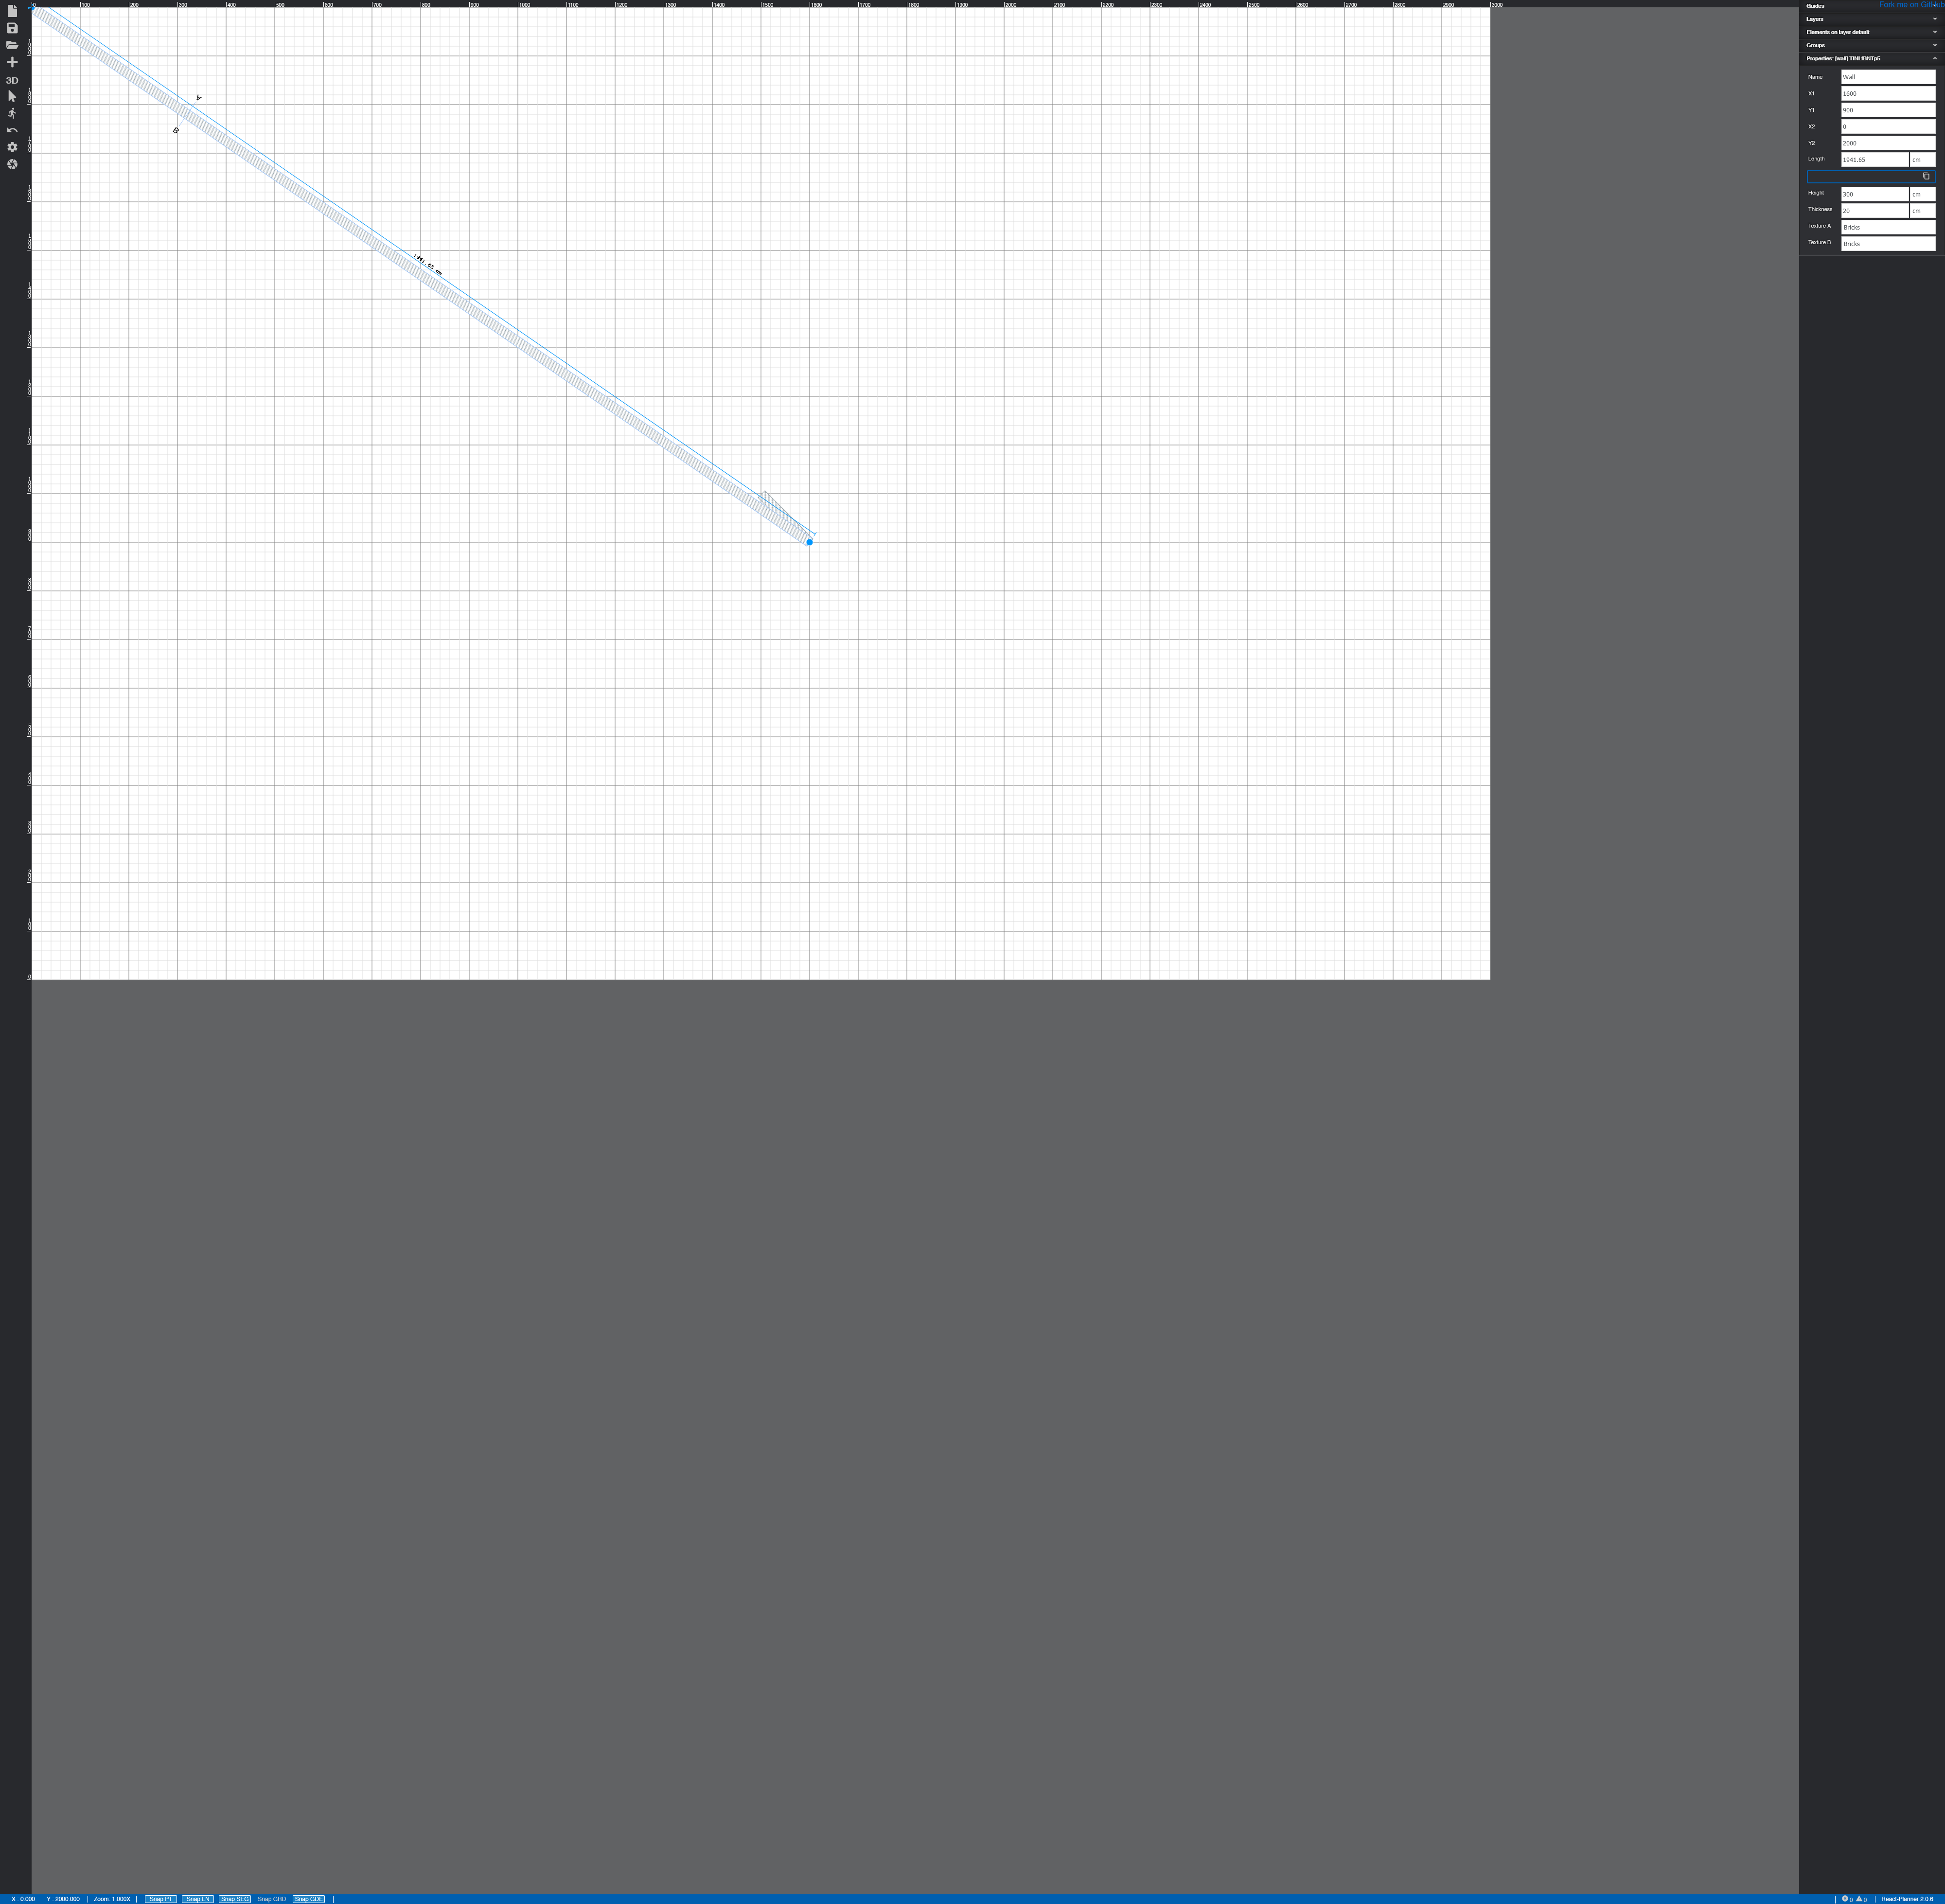 0 100 200 300 400 500 600 700 800 900 1000 1100 1200 1300 1400 1500 1600 1700 1800 1900 2000 2100 2200 2300 2400 2500 2600 2700 2800 2900 3000
Fork me on GitHub
Guides
Layers
Elements on layer default
Groups
Name Wall
X1 1600
Y1 900
X2 0
Y2 2000
Length 1941.65 cm
Height 300 cm
Thickness 20 cm
Texture A Bricks
Texture B Bricks
3D
A
B
1941.65 cm
0
X : 0.000 Y : 2000.000 | Zoom: 1.000X | Snap PT Snap LN Snap SEG Snap GRD Snap GDE |
| 0 0 | React-Planner 2.0.6